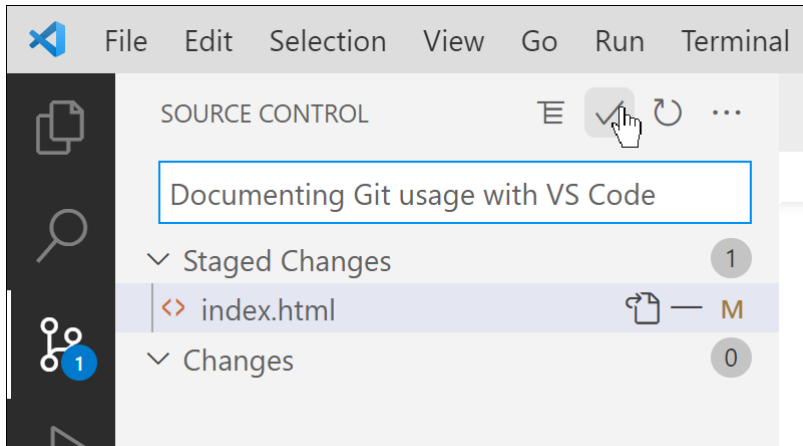 File Edit Selection View Go Run Terminal
SOURCE CONTROL
Documenting Git usage with VS Code
Staged Changes 1
index.html M
1
Changes 0